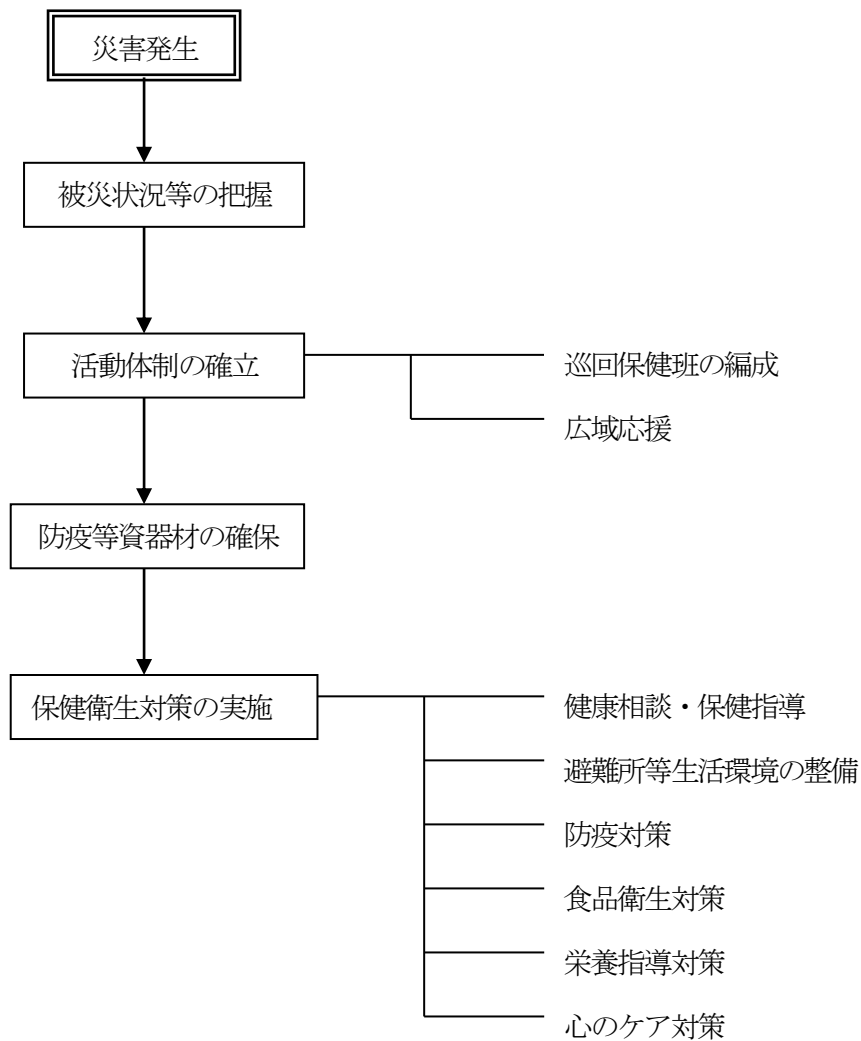 災害発生
被災状況等の把握
活動体制の確立
巡回保健班の編成
広域応援
防疫等資器材の確保
保健衛生対策の実施
健康相談・保健指導
避難所等生活環境の整備
防疫対策
食品衛生対策
栄養指導対策
心のケア対策